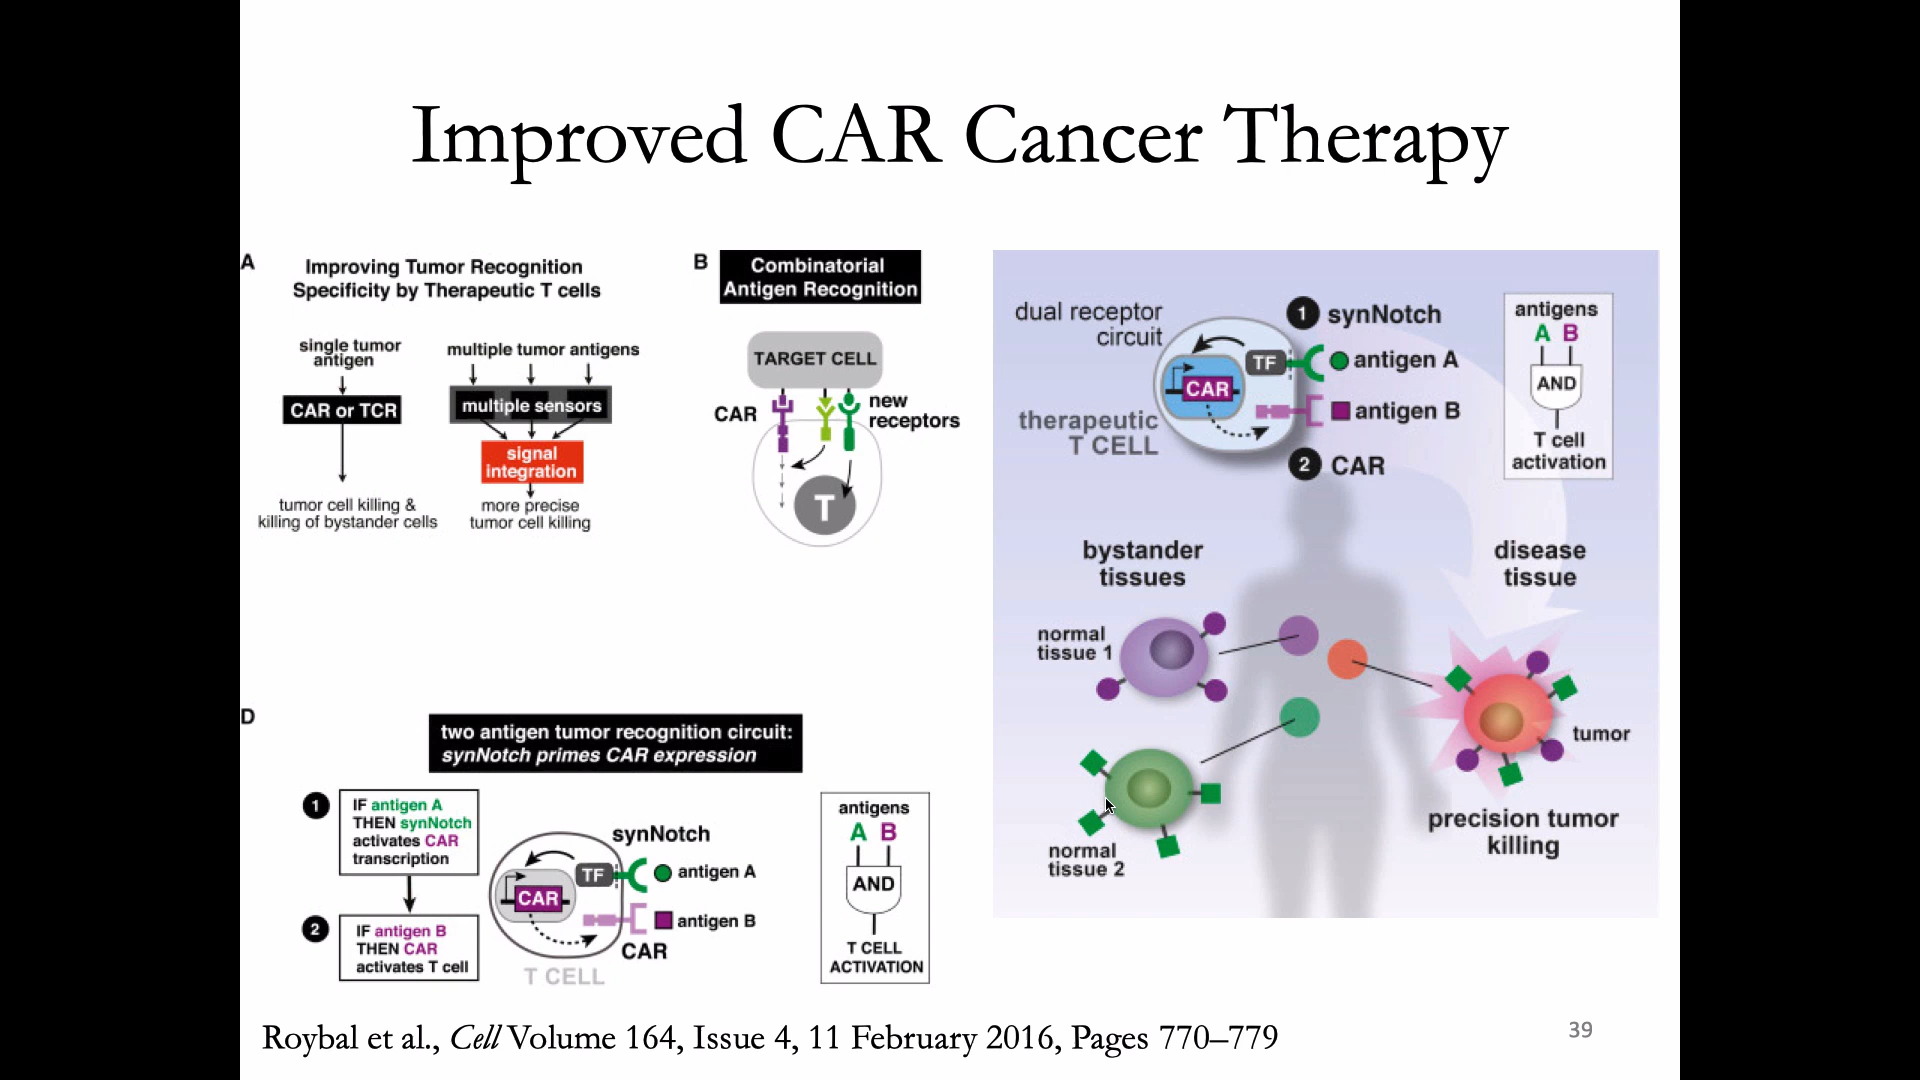 Improved CAR Cancer Therapy
A
Improving Tumor Recognition
Specificity by Therapeutic T cells
single tumor
antigen
CAR or TCR
tumor cell killing &
killing of bystander cells
multiple tumor antigens
multiple sensors
signal
integration
more precise
tumor cell killing
B
Combinatorial
Antigen Recognition
TARGET CELL
CAR
new
receptors
T
D
two antigen tumor recognition circuit:
synNotch primes CAR expression
1
IF antigen A
THEN synNotch
activates CAR
transcription
2
IF antigen B
THEN CAR
activates T cell
synNotch
TF
antigen A
CAR
antigen B
CAR
T CELL
antigens
A B
AND
T CELL
ACTIVATION
dual receptor
circuit
1 synNotch
TF
antigen A
CAR
antigen B
therapeutic
T CELL
2 CAR
antigens
A B
AND
T cell
activation
bystander
tissues
disease
tissue
normal
tissue 1
tumor
normal
tissue 2
precision tumor
killing
Roybal et al., Cell Volume 164, Issue 4, 11 February 2016, Pages 770–779
39